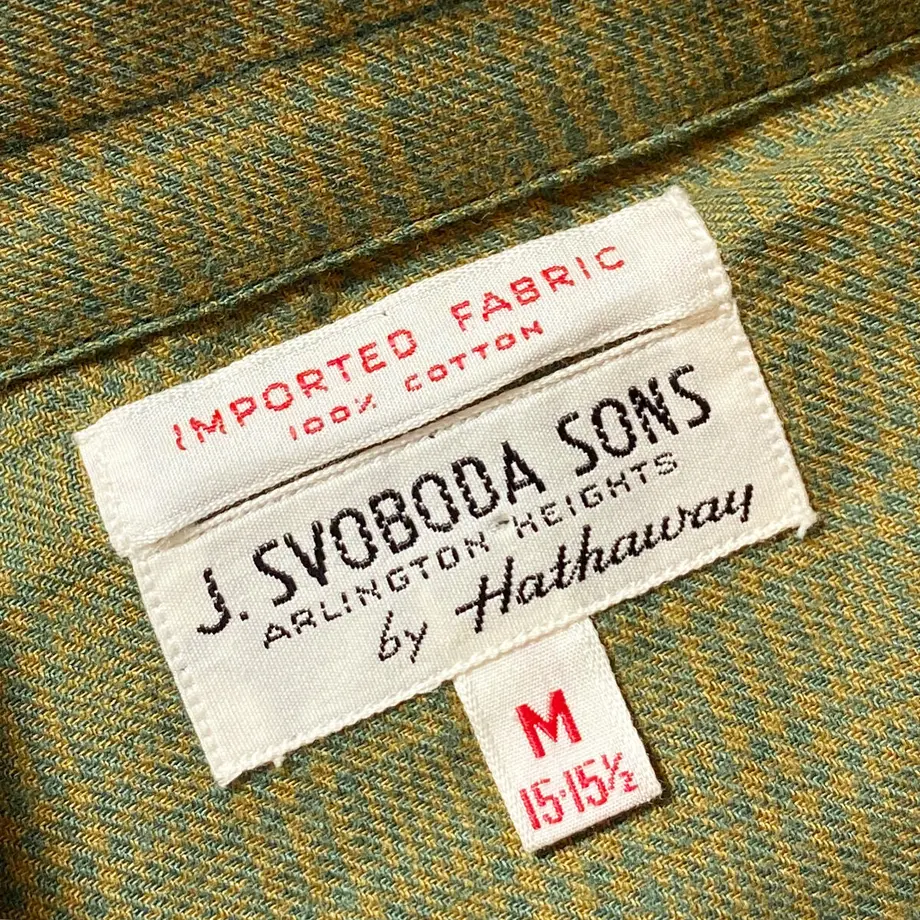 IMPORTED FABRIC
100% COTTON
J. SVOBODA SONS
ARLINGTON HEIGHTS
by Hathaway
M
15-15½